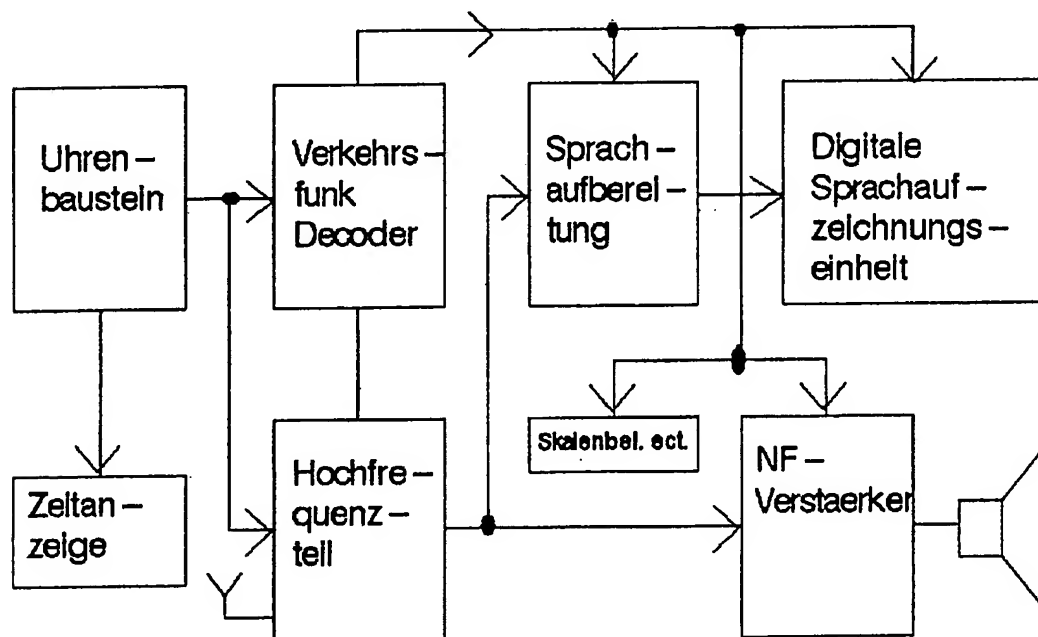 Uhren–
baustein
Verkehrs–
funk
Decoder
Sprach–
aufberei–
tung
Digitale
Sprachauf–
zeichnungs–
einheit
Zeitan–
zeige
Hochfre–
quenz–
teil
Skalenbel. ect.
NF–
Verstaerker